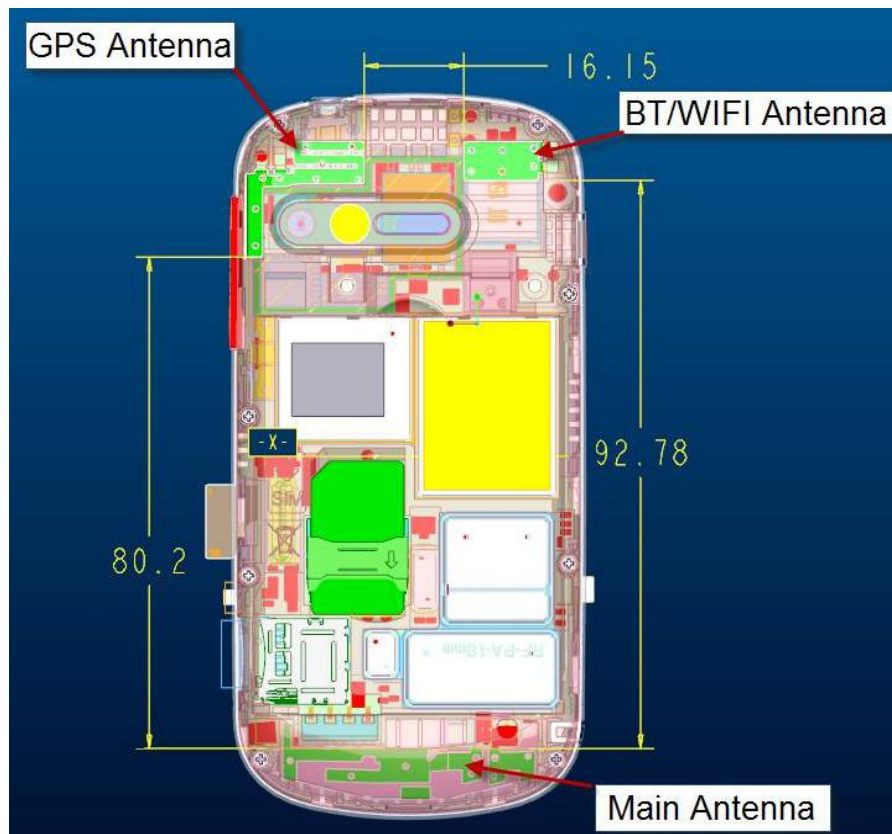 GPS Antenna
16.15
BT/WIFI Antenna
-X-
92.78
SIM
80.2
RF-PA-18mm
Main Antenna